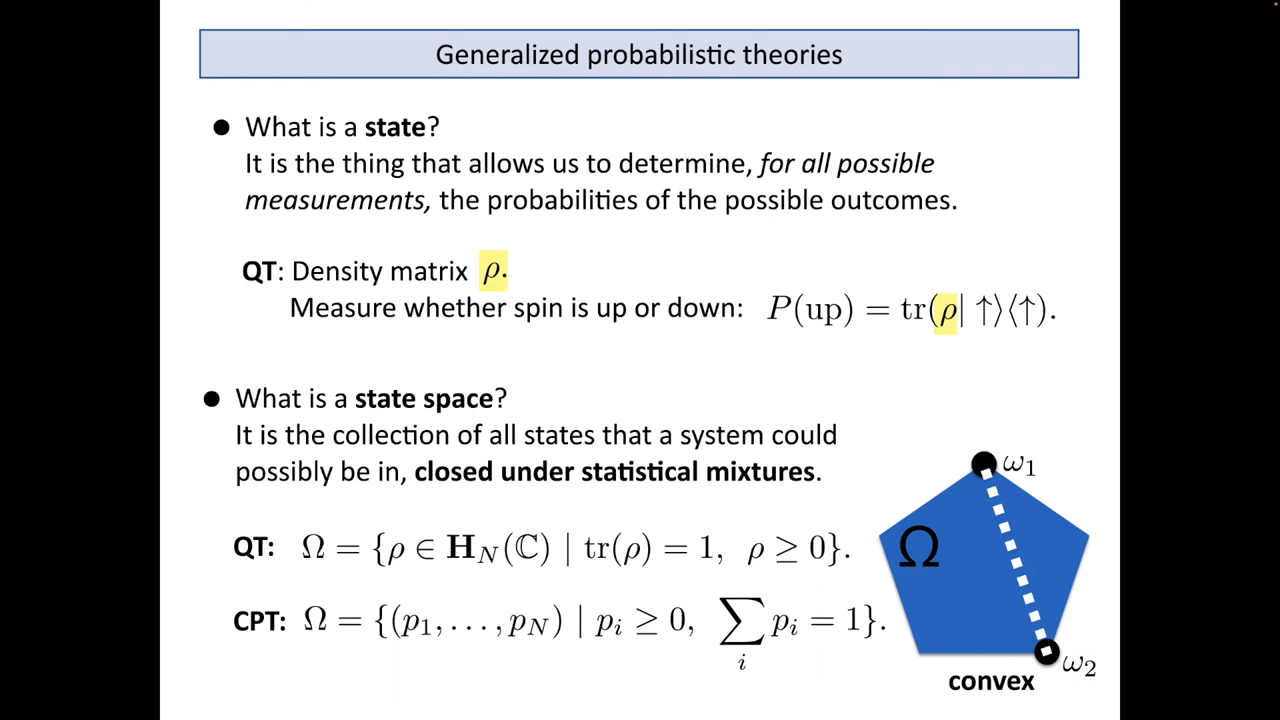 Generalized probabilistic theories
● What is a state?
It is the thing that allows us to determine, for all possible
measurements, the probabilities of the possible outcomes.
QT: Density matrix ρ.
Measure whether spin is up or down: P(up) = tr(ρ| ↑⟩⟨↑).
● What is a state space?
It is the collection of all states that a system could
possibly be in, closed under statistical mixtures.
QT: Ω = {ρ ∈ H_N(ℂ) | tr(ρ) = 1, ρ ≥ 0}.
CPT: Ω = {(p₁, . . . , p_N) | pᵢ ≥ 0, ∑ᵢ pᵢ = 1}.
ω₁
Ω
ω₂
convex